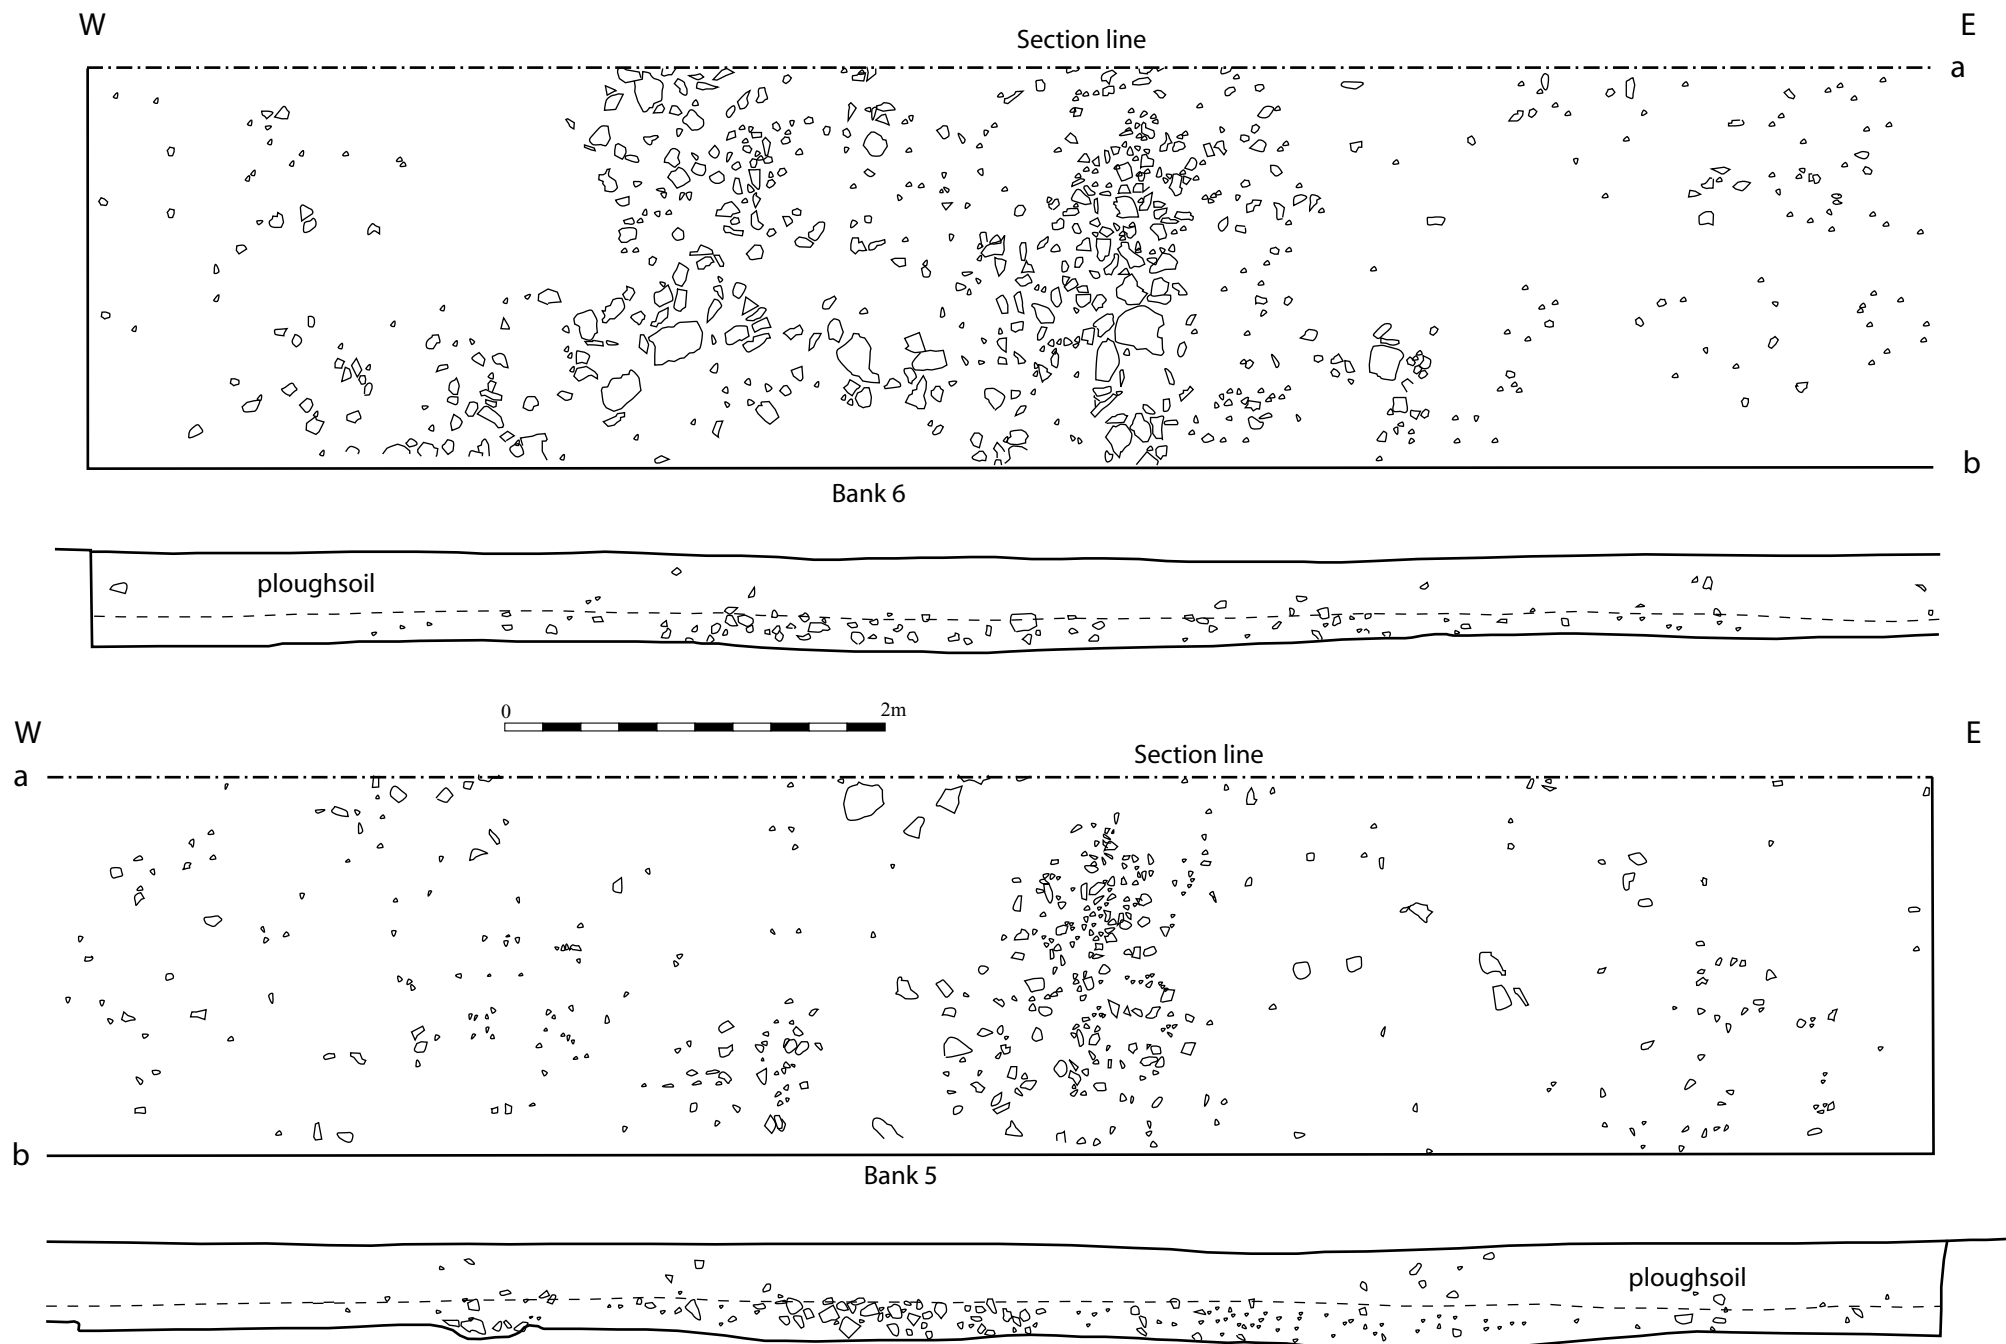 W E
Section line
a
b
Bank 6
ploughsoil
0 2m
W E
Section line
a
b
Bank 5
ploughsoil